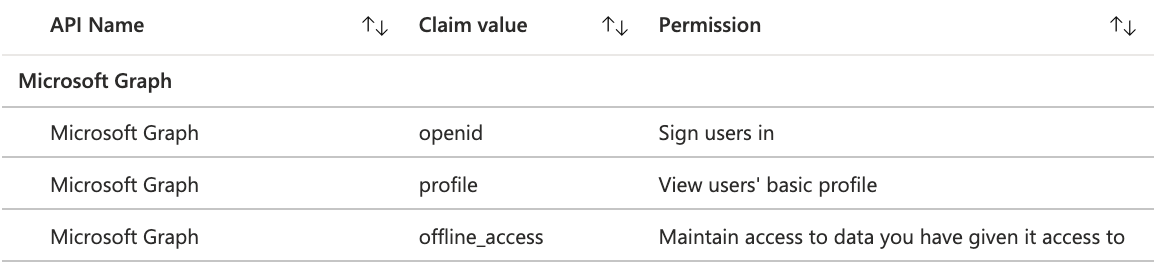 API Name ↑↓ Claim value ↑↓ Permission ↑↓
Microsoft Graph
Microsoft Graph openid Sign users in
Microsoft Graph profile View users' basic profile
Microsoft Graph offline_access Maintain access to data you have given it access to